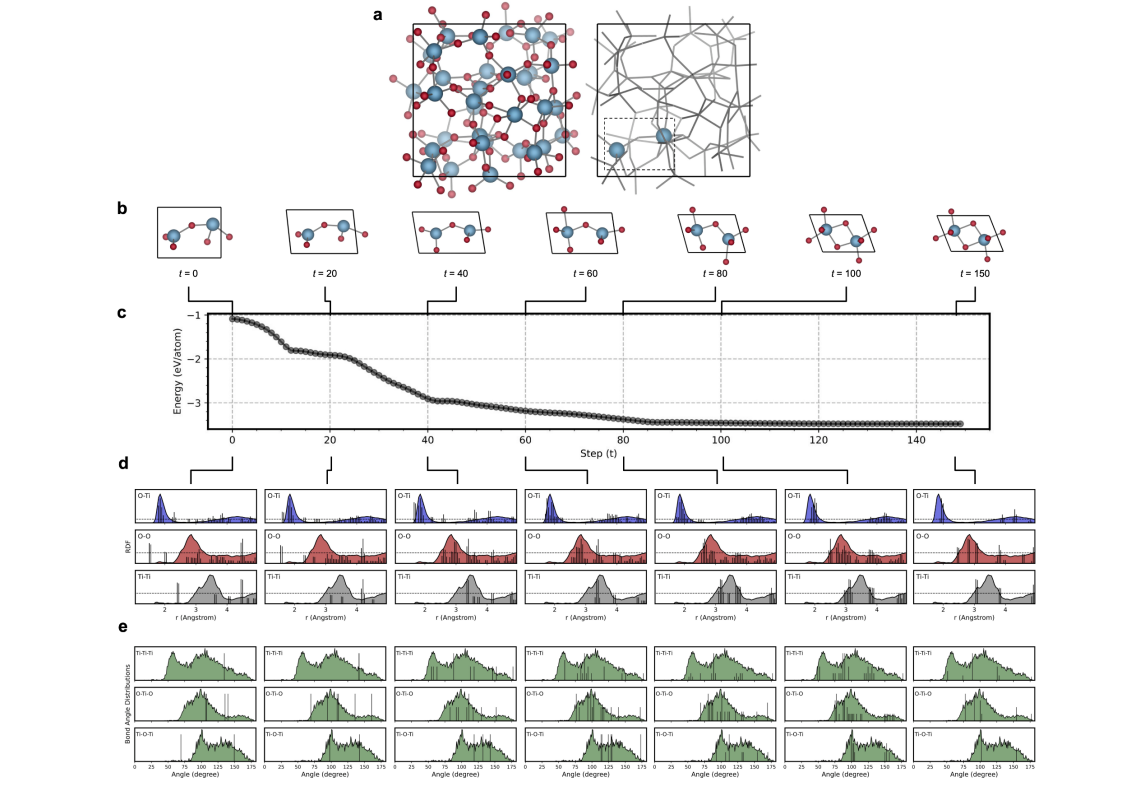 a
b
t = 0 t = 20 t = 40 t = 60 t = 80 t = 100 t = 150
c
−1
−2
−3
Energy (eV/atom)
0 20 40 60 80 100 120 140
Step (t)
d
RDF
O-Ti O-Ti O-Ti O-Ti O-Ti O-Ti O-Ti
O-O O-O O-O O-O O-O O-O O-O
Ti-Ti Ti-Ti Ti-Ti Ti-Ti Ti-Ti Ti-Ti Ti-Ti
2 3 4 2 3 4 2 3 4 2 3 4 2 3 4 2 3 4 2 3 4
r (Angstrom) r (Angstrom) r (Angstrom) r (Angstrom) r (Angstrom) r (Angstrom) r (Angstrom)
e
Bond Angle Distributions
Ti-Ti-Ti Ti-Ti-Ti Ti-Ti-Ti Ti-Ti-Ti Ti-Ti-Ti Ti-Ti-Ti Ti-Ti-Ti
O-Ti-O O-Ti-O O-Ti-O O-Ti-O O-Ti-O O-Ti-O O-Ti-O
Ti-O-Ti Ti-O-Ti Ti-O-Ti Ti-O-Ti Ti-O-Ti Ti-O-Ti Ti-O-Ti
0 25 50 75 100 125 150 175 0 25 50 75 100 125 150 175 0 25 50 75 100 125 150 175 0 25 50 75 100 125 150 175 0 25 50 75 100 125 150 175 0 25 50 75 100 125 150 175 0 25 50 75 100 125 150 175
Angle (degree) Angle (degree) Angle (degree) Angle (degree) Angle (degree) Angle (degree) Angle (degree)